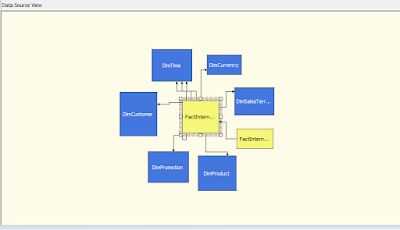 Data Source View
DimTime
DimCurrency
DimCustomer
DimSalesTerr...
FactIntern...
FactIntern...
DimPromotion
DimProduct